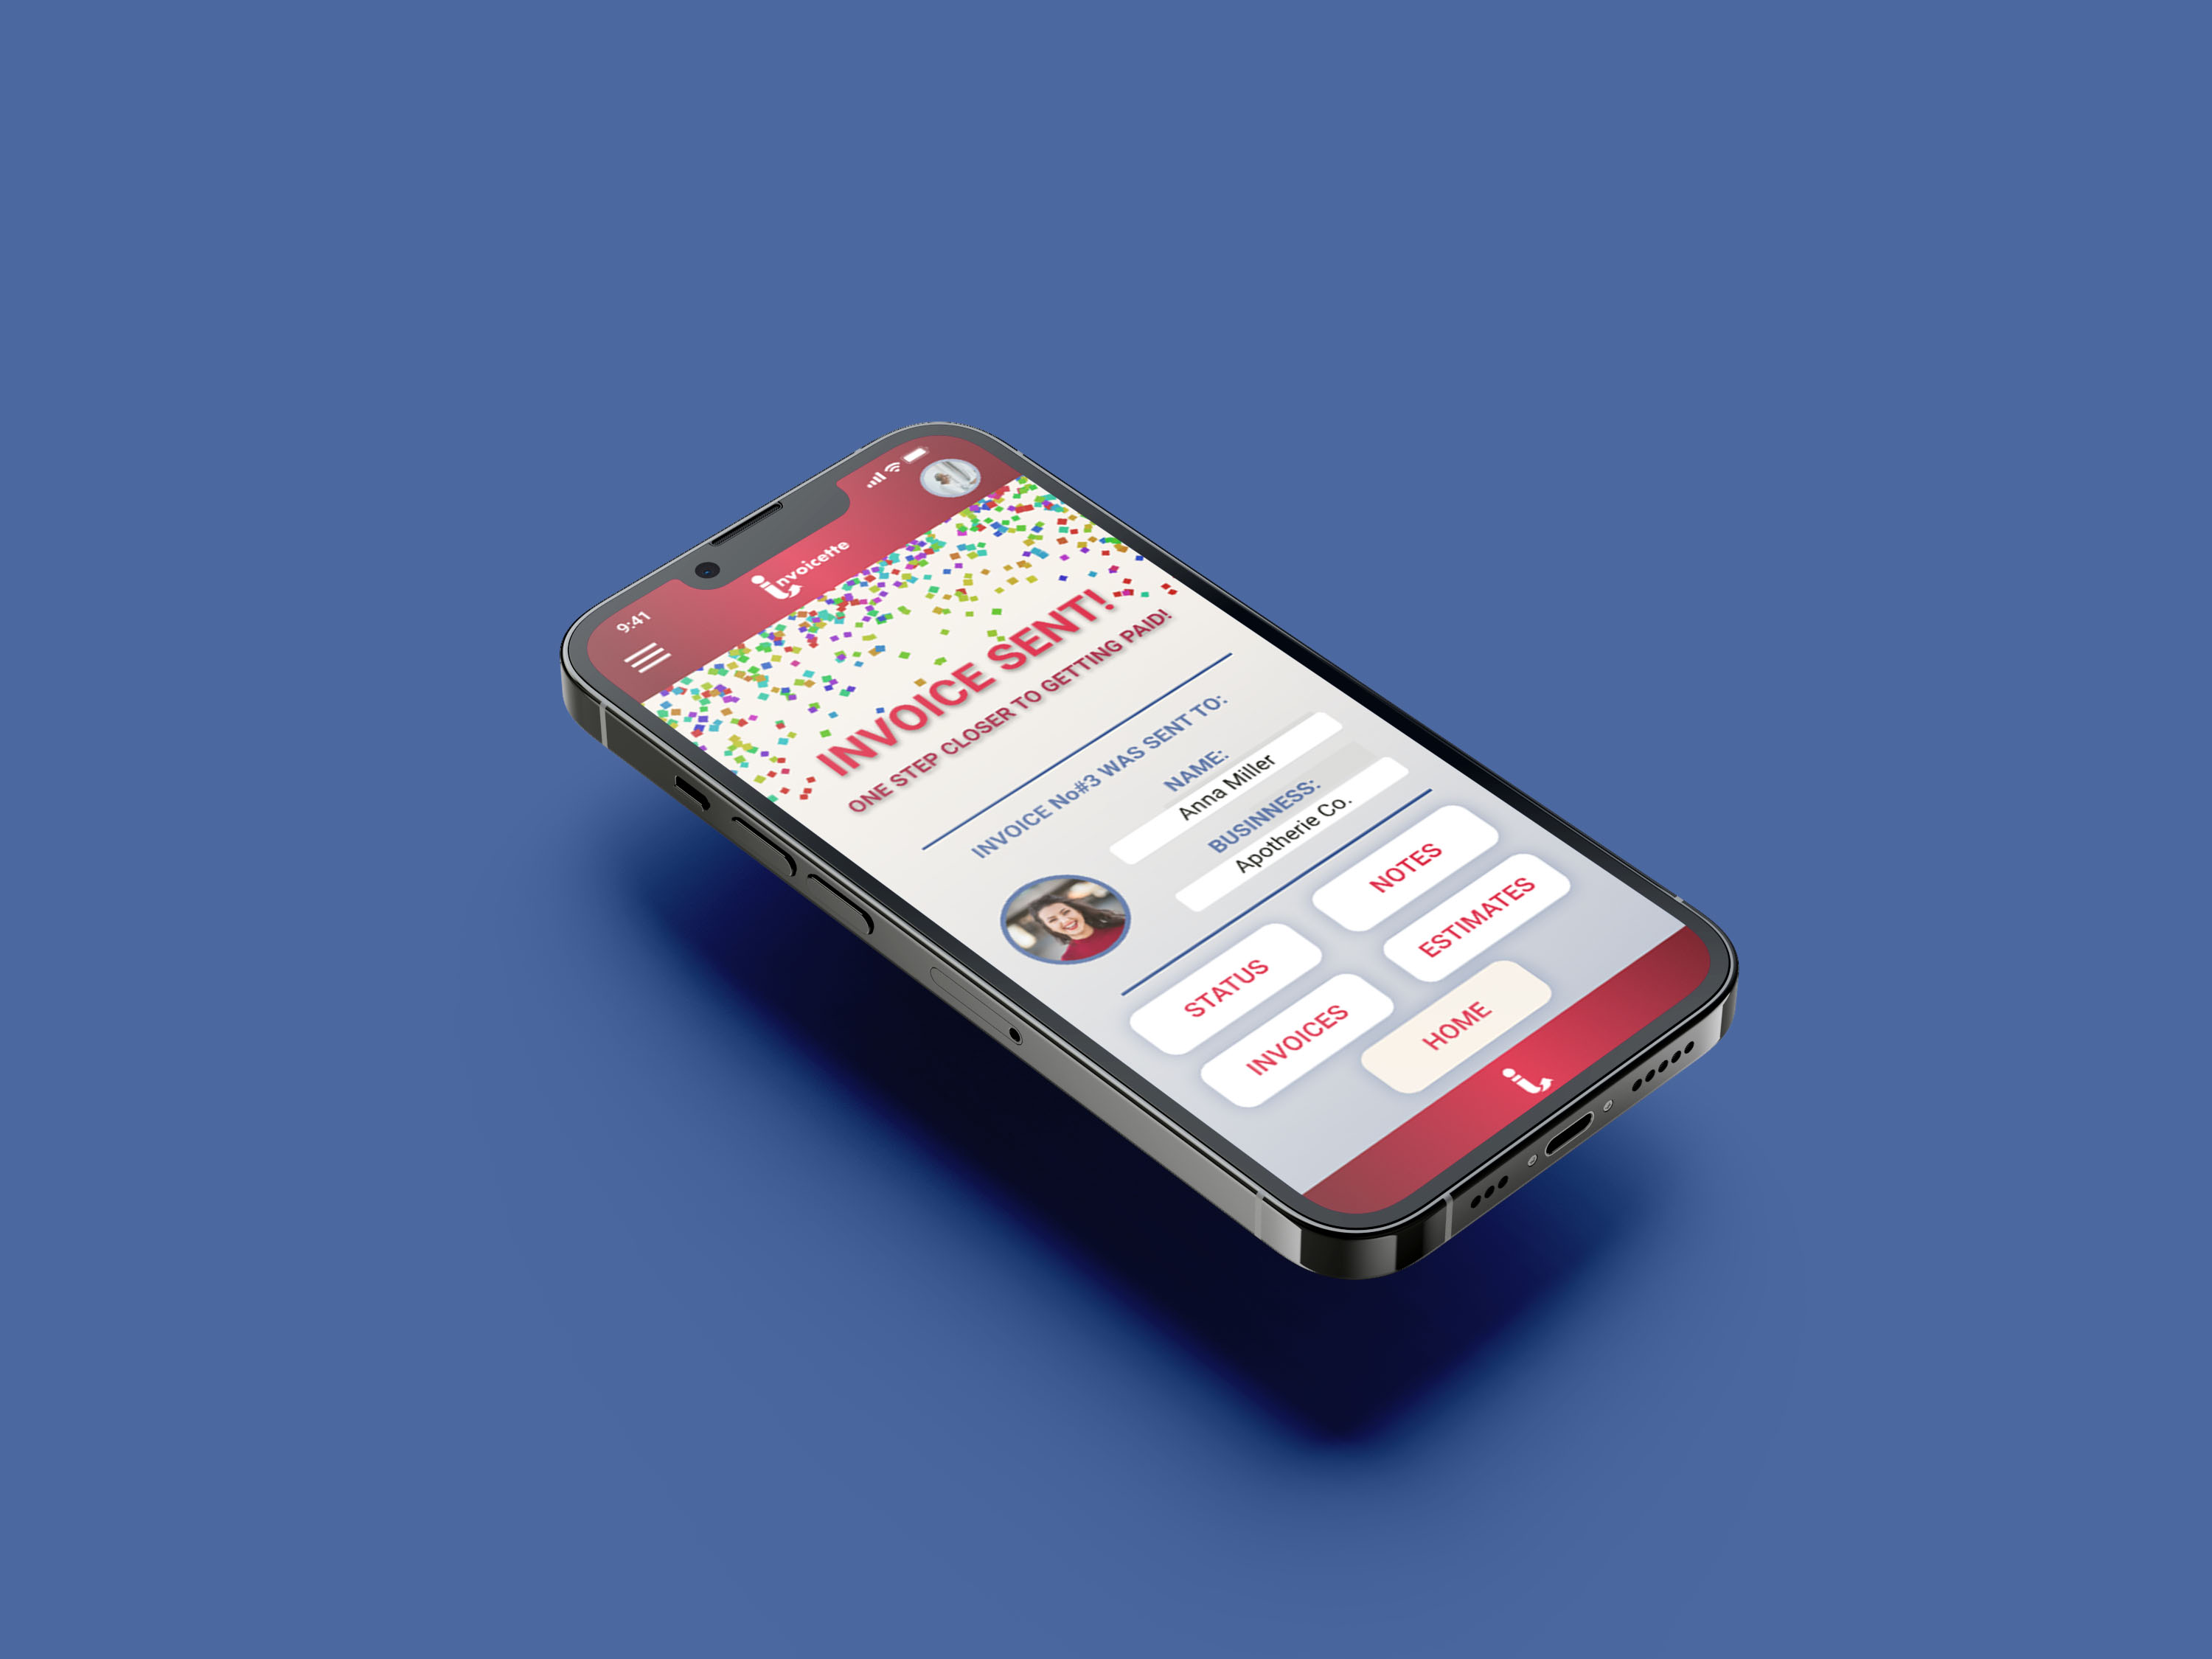 9:41
invoicette
INVOICE SENT!
ONE STEP CLOSER TO GETTING PAID!
INVOICE No#3 WAS SENT TO:
NAME:
Anna Miller
BUSINNESS:
Apotherie Co.
STATUS
NOTES
INVOICES
ESTIMATES
HOME
i